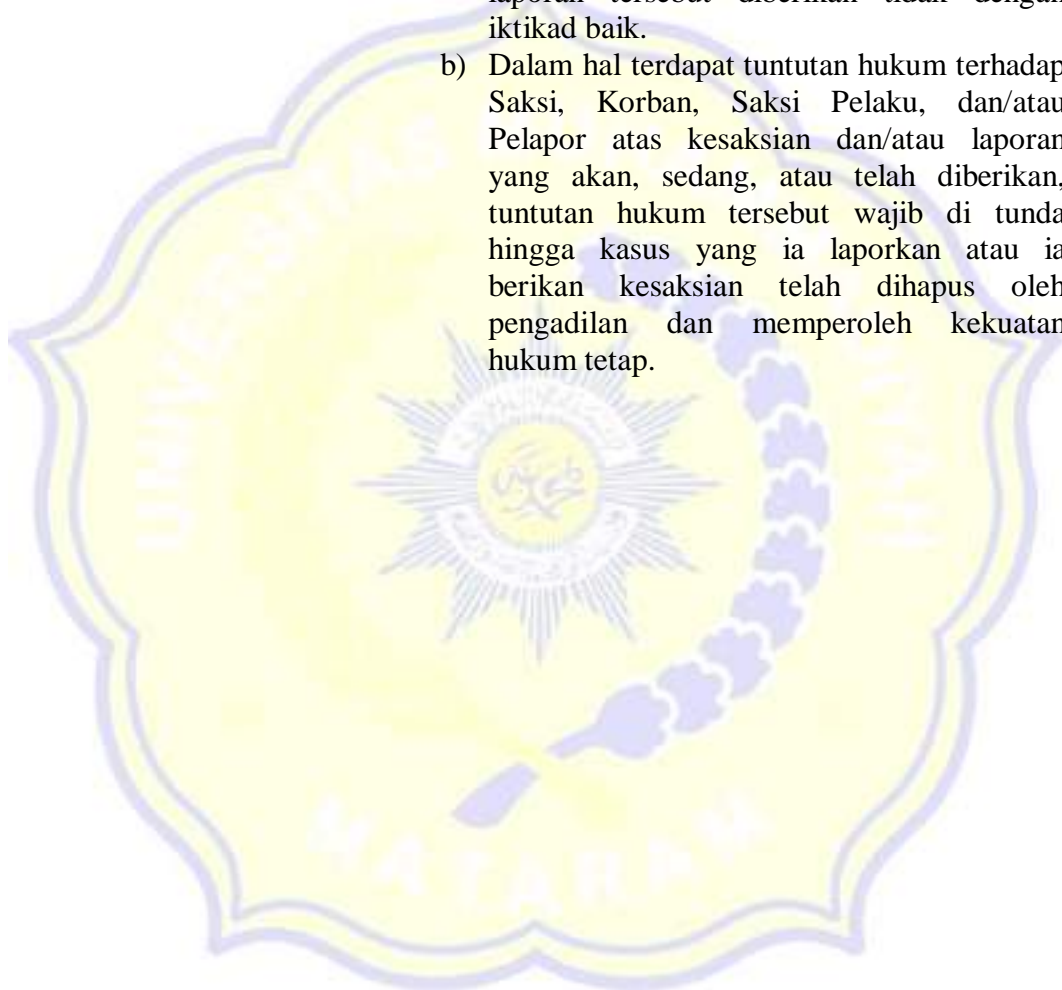 laporan tersebut diberikan tidak dengan
iktikad baik.
b) Dalam hal terdapat tuntutan hukum terhadap
Saksi, Korban, Saksi Pelaku, dan/atau
Pelapor atas kesaksian dan/atau laporan
yang akan, sedang, atau telah diberikan,
tuntutan hukum tersebut wajib di tunda
hingga kasus yang ia laporkan atau ia
berikan kesaksian telah dihapus oleh
pengadilan dan memperoleh kekuatan
hukum tetap.
UNIVERSITAS
MATARAM